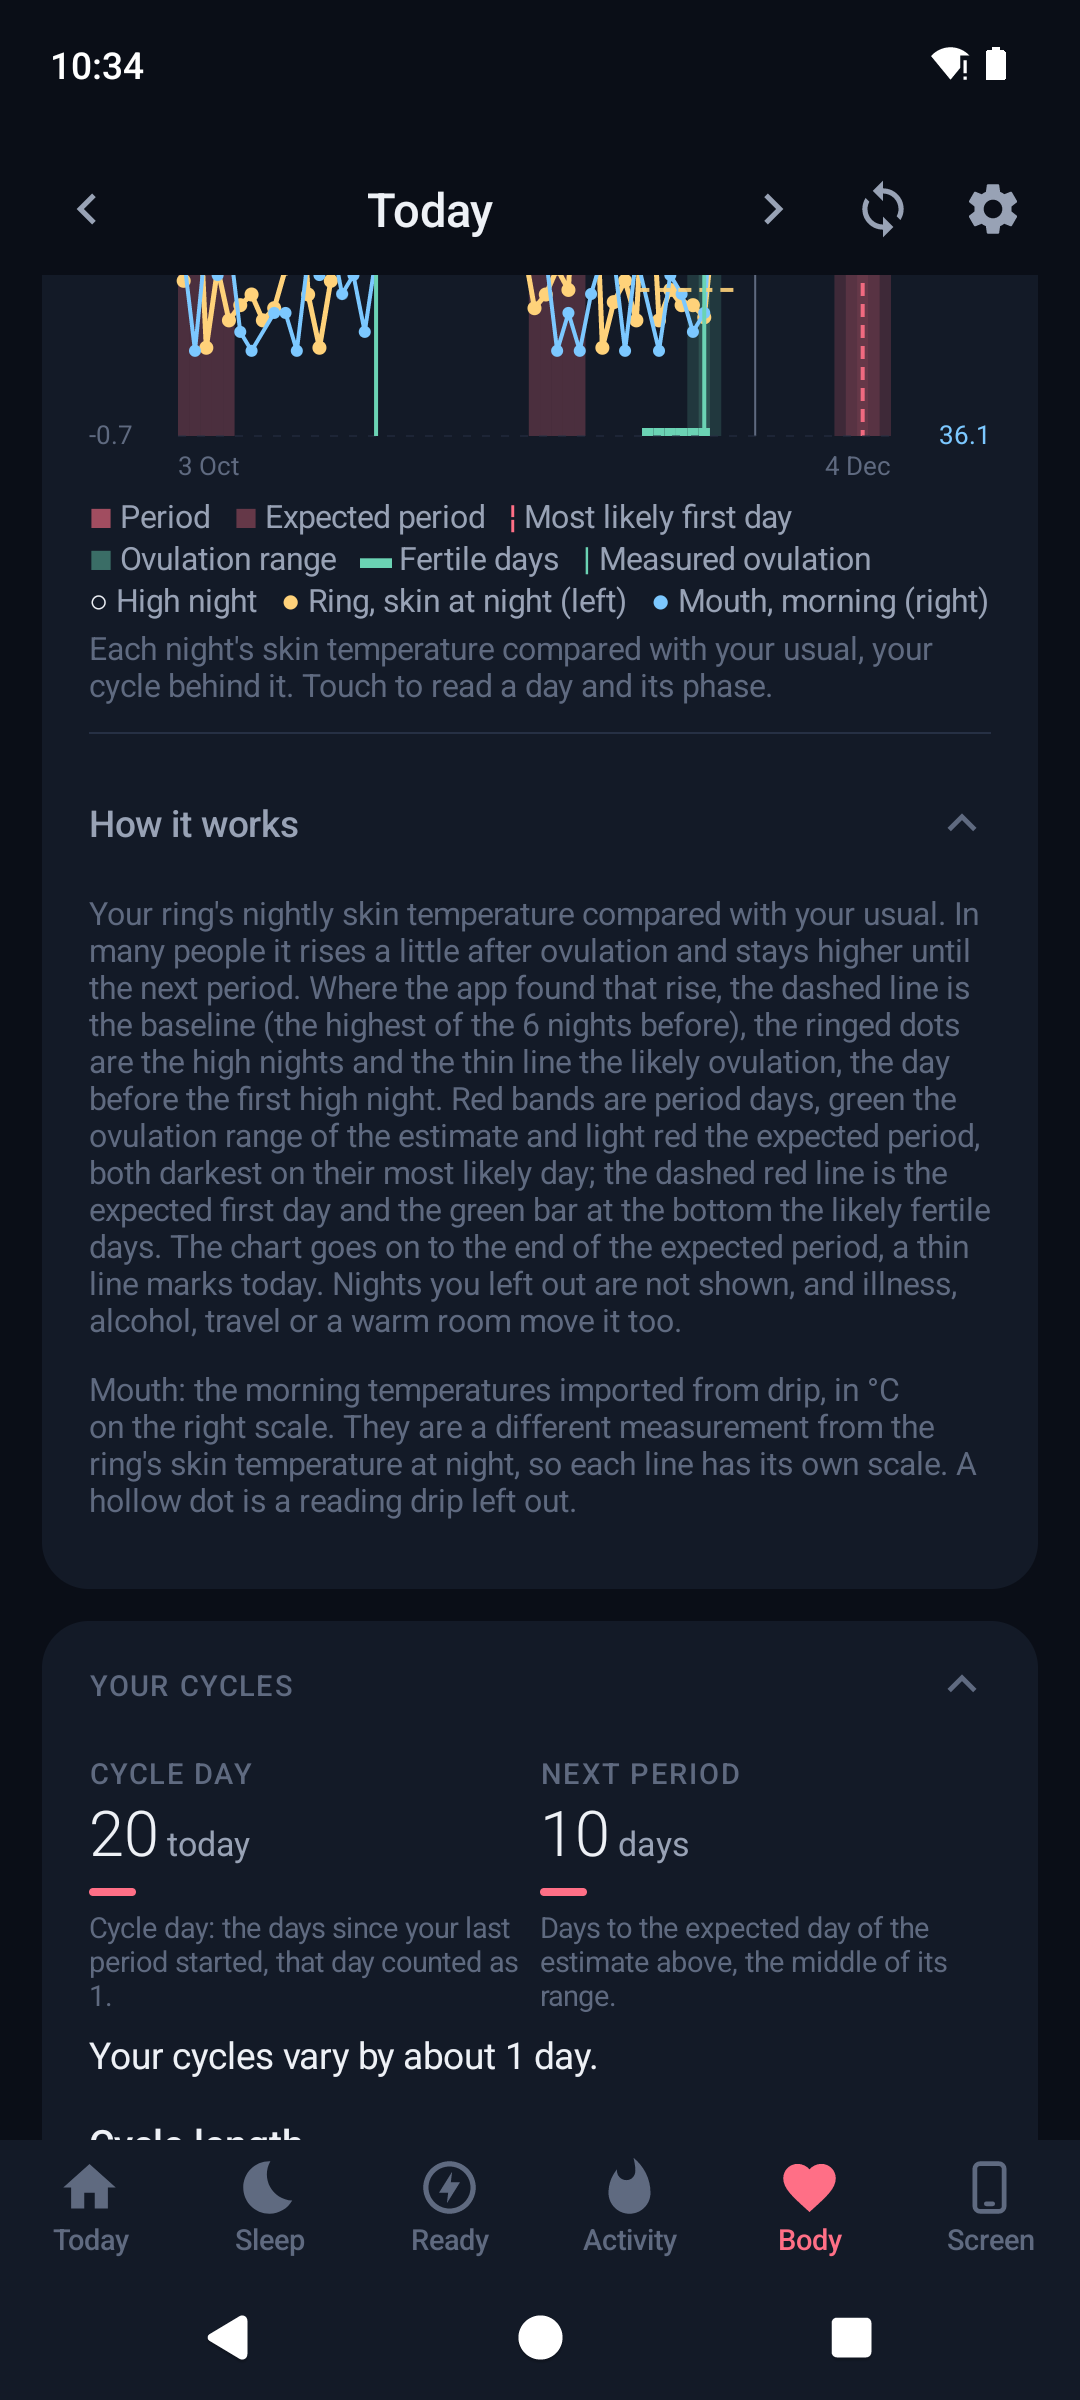 10:34
Today
-0.7
36.1
3 Oct
4 Dec
Period
Expected period
Most likely first day
Ovulation range
Fertile days
Measured ovulation
High night
Ring, skin at night (left)
Mouth, morning (right)
Each night's skin temperature compared with your usual, your
cycle behind it. Touch to read a day and its phase.
How it works
Your ring's nightly skin temperature compared with your usual. In
many people it rises a little after ovulation and stays higher until
the next period. Where the app found that rise, the dashed line is
the baseline (the highest of the 6 nights before), the ringed dots
are the high nights and the thin line the likely ovulation, the day
before the first high night. Red bands are period days, green the
ovulation range of the estimate and light red the expected period,
both darkest on their most likely day; the dashed red line is the
expected first day and the green bar at the bottom the likely fertile
days. The chart goes on to the end of the expected period, a thin
line marks today. Nights you left out are not shown, and illness,
alcohol, travel or a warm room move it too.
Mouth: the morning temperatures imported from drip, in °C
on the right scale. They are a different measurement from the
ring's skin temperature at night, so each line has its own scale. A
hollow dot is a reading drip left out.
YOUR CYCLES
CYCLE DAY
20 today
Cycle day: the days since your last
period started, that day counted as
1.
NEXT PERIOD
10 days
Days to the expected day of the
estimate above, the middle of its
range.
Your cycles vary by about 1 day.
Cycle length
Today
Sleep
Ready
Activity
Body
Screen